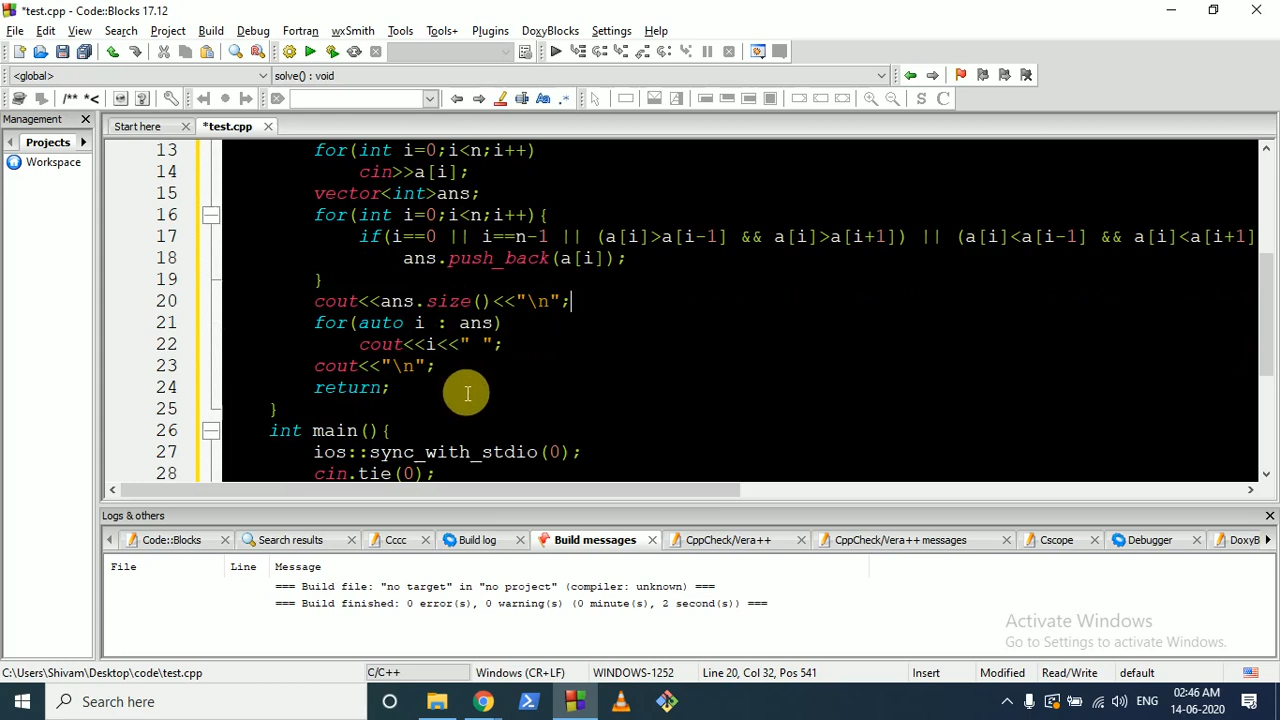 *test.cpp - Code::Blocks 17.12
File Edit View Search Project Build Debug Fortran wxSmith Tools Tools+ Plugins DoxyBlocks Settings Help
<global> solve() : void
/** *<
S C
Management
Start here *test.cpp
Projects
Workspace
13 for(int i=0;i<n;i++)
14 cin>>a[i];
15 vector<int>ans;
16 for(int i=0;i<n;i++){
17 if(i==0 || i==n-1 || (a[i]>a[i-1] && a[i]>a[i+1]) || (a[i]<a[i-1] && a[i]<a[i+1]
18 ans.push_back(a[i]);
19 }
20 cout<<ans.size()<<"\n";
21 for(auto i : ans)
22 cout<<i<<" ";
23 cout<<"\n";
24 return;
25 }
26 int main(){
27 ios::sync_with_stdio(0);
28 cin.tie(0);
Logs & others
Code::Blocks Search results Cccc Build log Build messages CppCheck/Vera++ CppCheck/Vera++ messages Cscope Debugger DoxyB
File Line Message
=== Build file: "no target" in "no project" (compiler: unknown) ===
=== Build finished: 0 error(s), 0 warning(s) (0 minute(s), 2 second(s)) ===
Activate Windows
Go to Settings to activate Windows.
C:\Users\Shivam\Desktop\code\test.cpp C/C++ Windows (CR+LF) WINDOWS-1252 Line 20, Col 32, Pos 541 Insert Modified Read/Write default
Type here to search
ENG
02:46 AM
14-06-2020